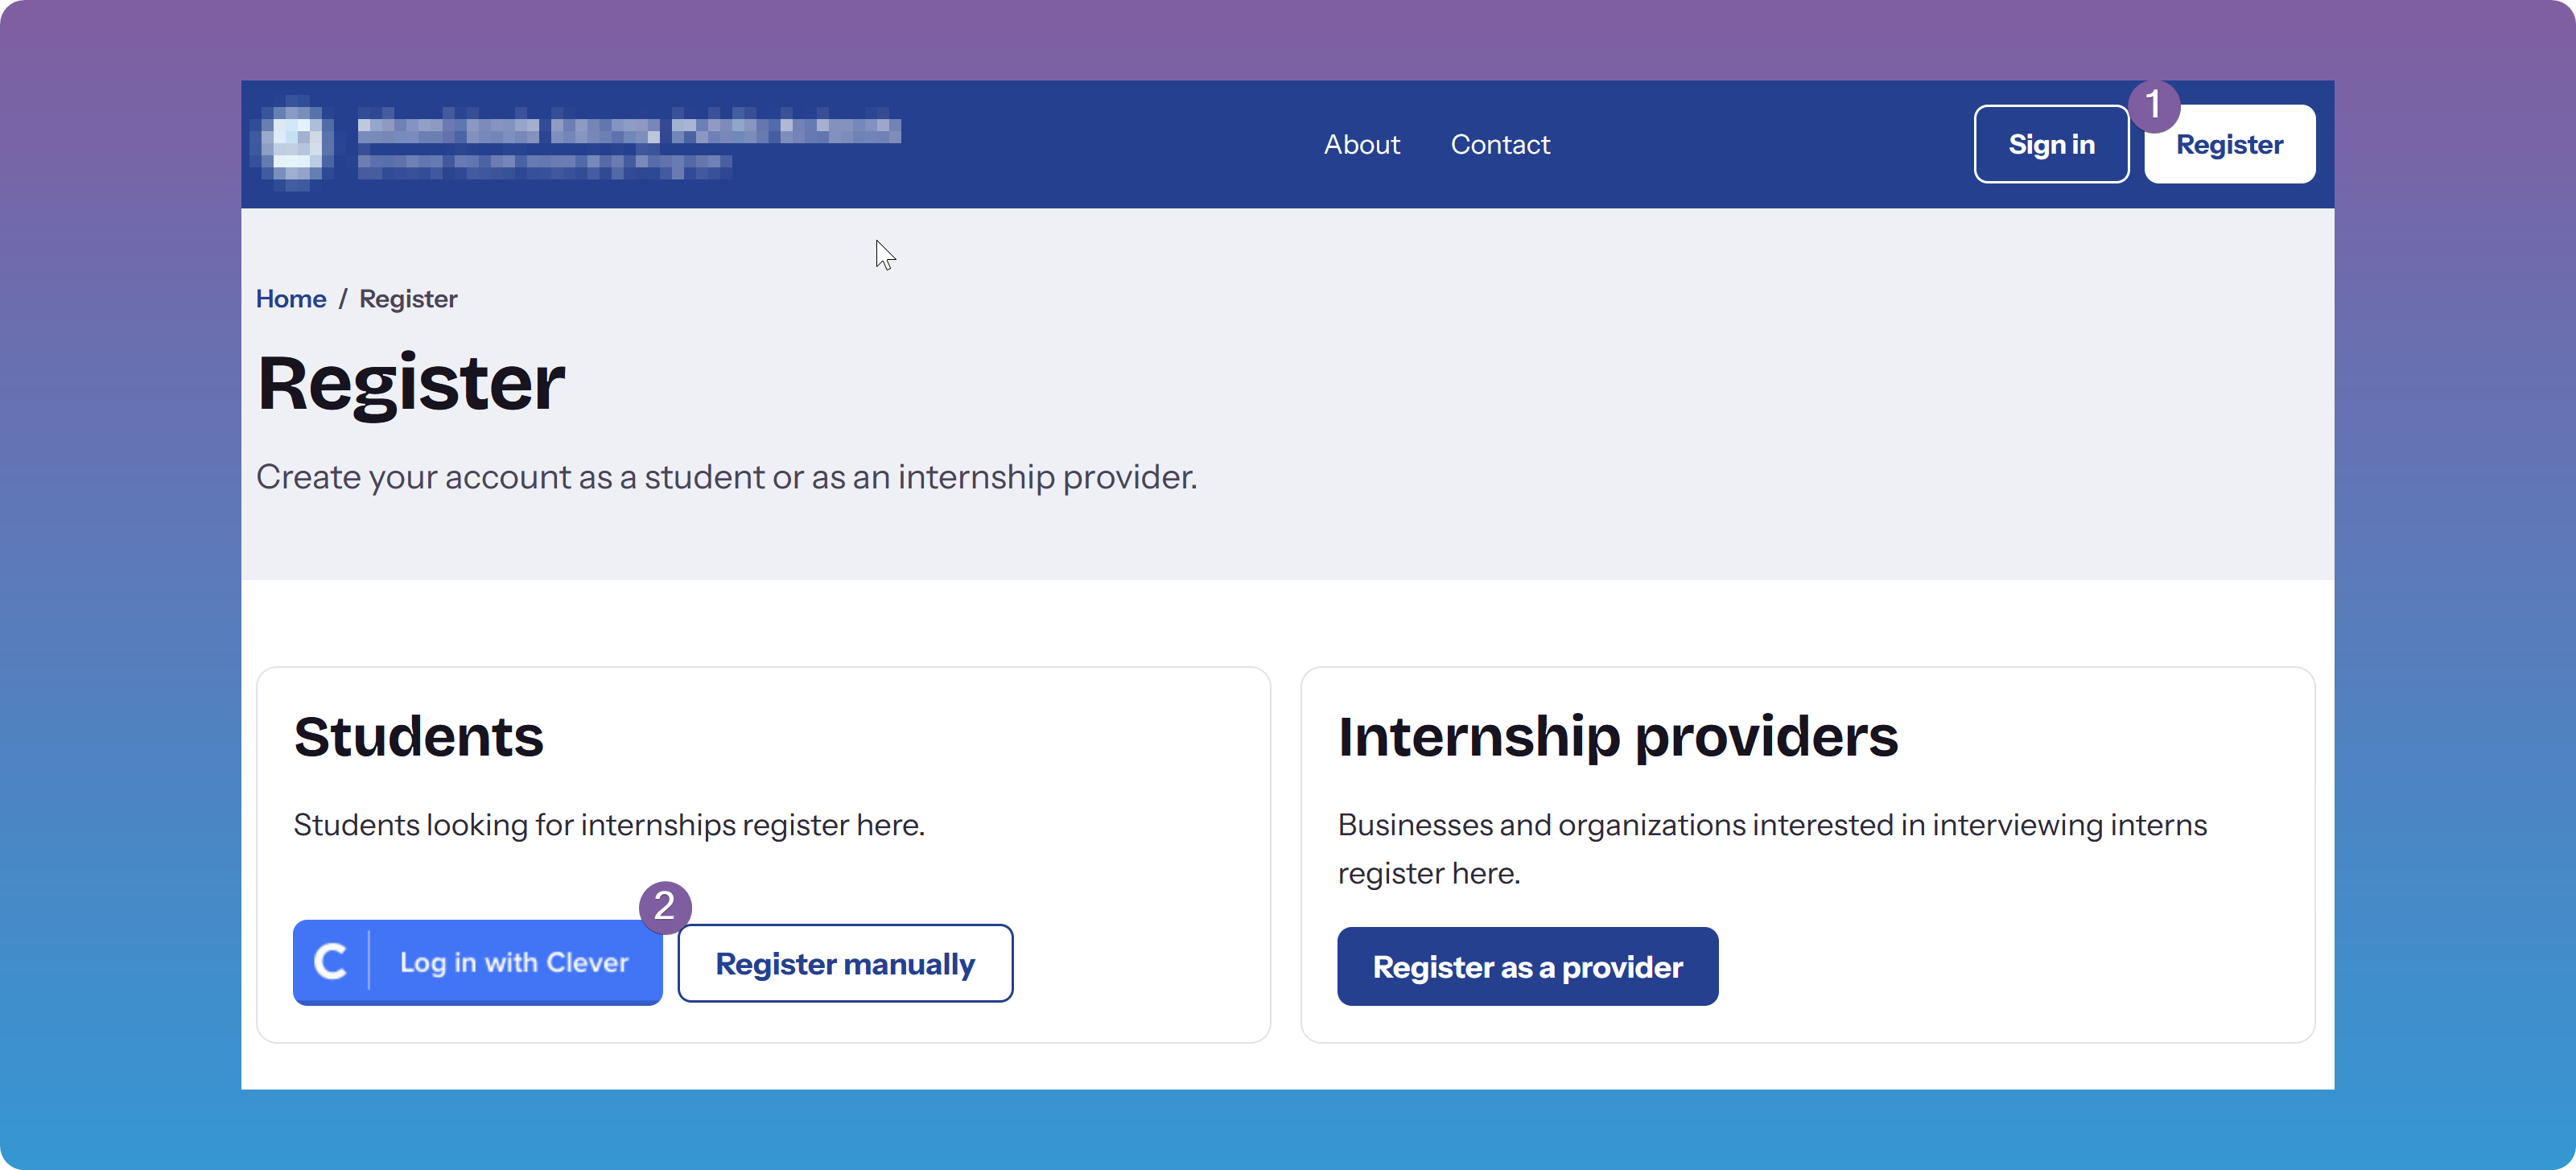 About Contact Sign in 1 Register
Home / Register
Register
Create your account as a student or as an internship provider.
Students
Students looking for internships register here.
2
C Log in with Clever Register manually
Internship providers
Businesses and organizations interested in interviewing interns
register here.
Register as a provider